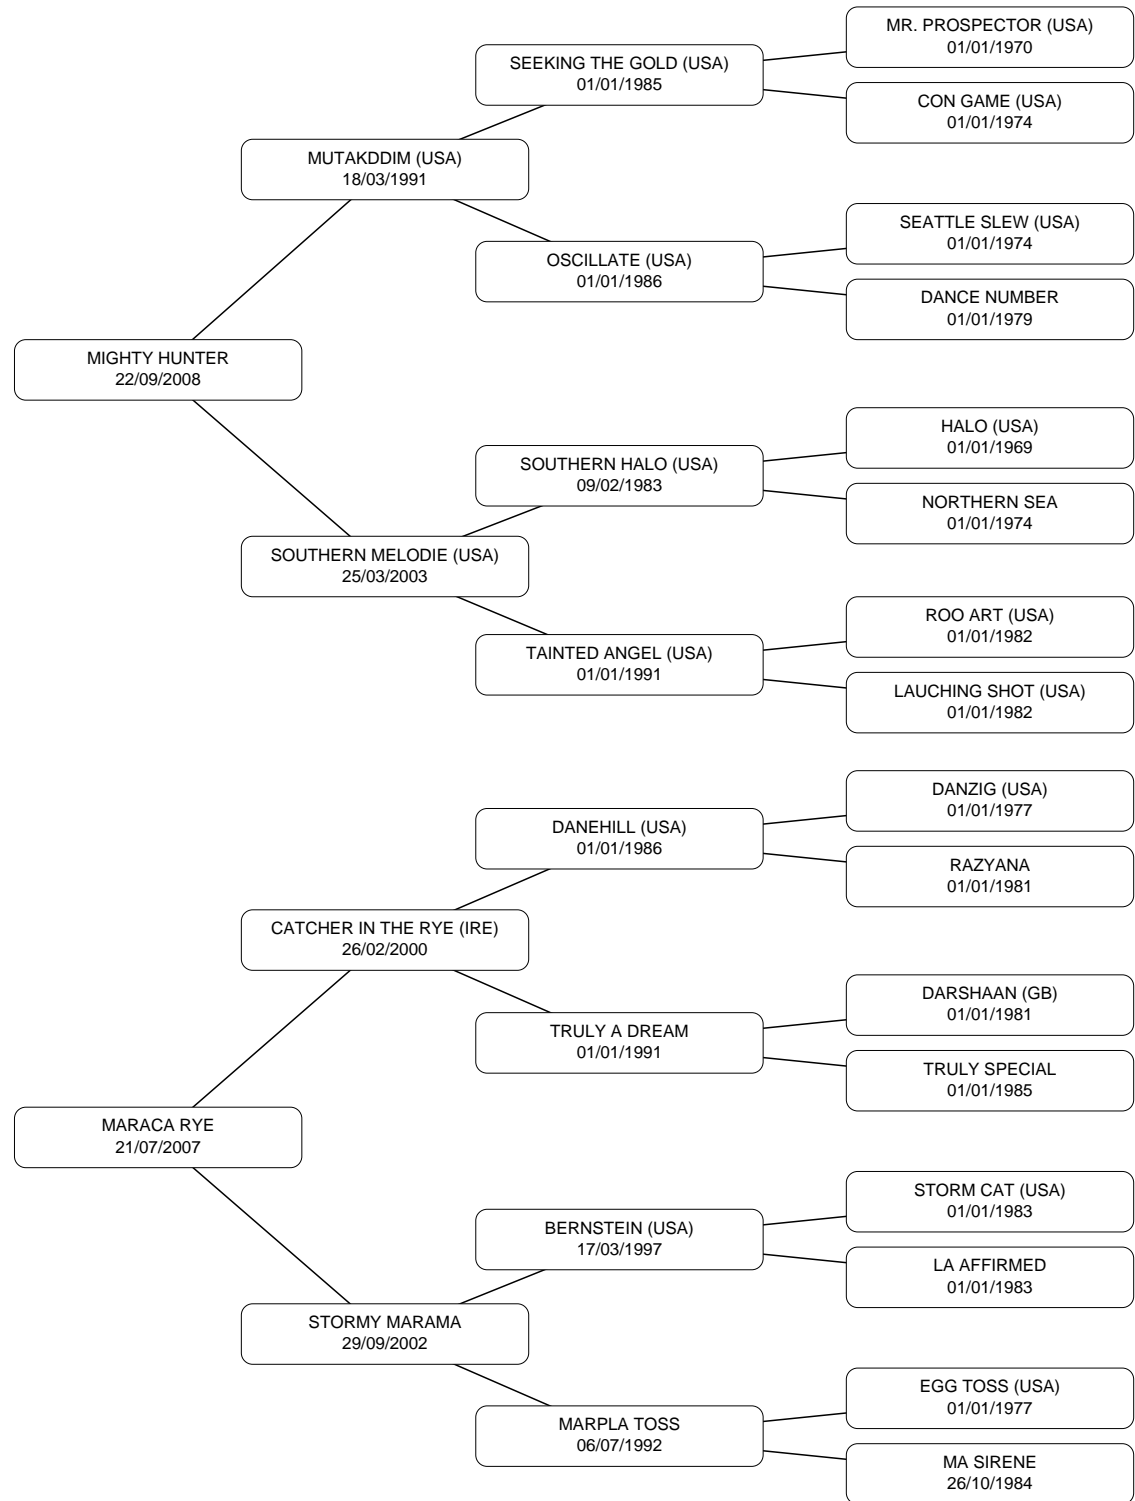 MR. PROSPECTOR (USA)
01/01/1970
SEEKING THE GOLD (USA)
01/01/1985
CON GAME (USA)
01/01/1974
MUTAKDDIM (USA)
18/03/1991
SEATTLE SLEW (USA)
01/01/1974
OSCILLATE (USA)
01/01/1986
DANCE NUMBER
01/01/1979
MIGHTY HUNTER
22/09/2008
HALO (USA)
01/01/1969
SOUTHERN HALO (USA)
09/02/1983
NORTHERN SEA
01/01/1974
SOUTHERN MELODIE (USA)
25/03/2003
ROO ART (USA)
01/01/1982
TAINTED ANGEL (USA)
01/01/1991
LAUCHING SHOT (USA)
01/01/1982
DANZIG (USA)
01/01/1977
DANEHILL (USA)
01/01/1986
RAZYANA
01/01/1981
CATCHER IN THE RYE (IRE)
26/02/2000
DARSHAAN (GB)
01/01/1981
TRULY A DREAM
01/01/1991
TRULY SPECIAL
01/01/1985
MARACA RYE
21/07/2007
STORM CAT (USA)
01/01/1983
BERNSTEIN (USA)
17/03/1997
LA AFFIRMED
01/01/1983
STORMY MARAMA
29/09/2002
EGG TOSS (USA)
01/01/1977
MARPLA TOSS
06/07/1992
MA SIRENE
26/10/1984